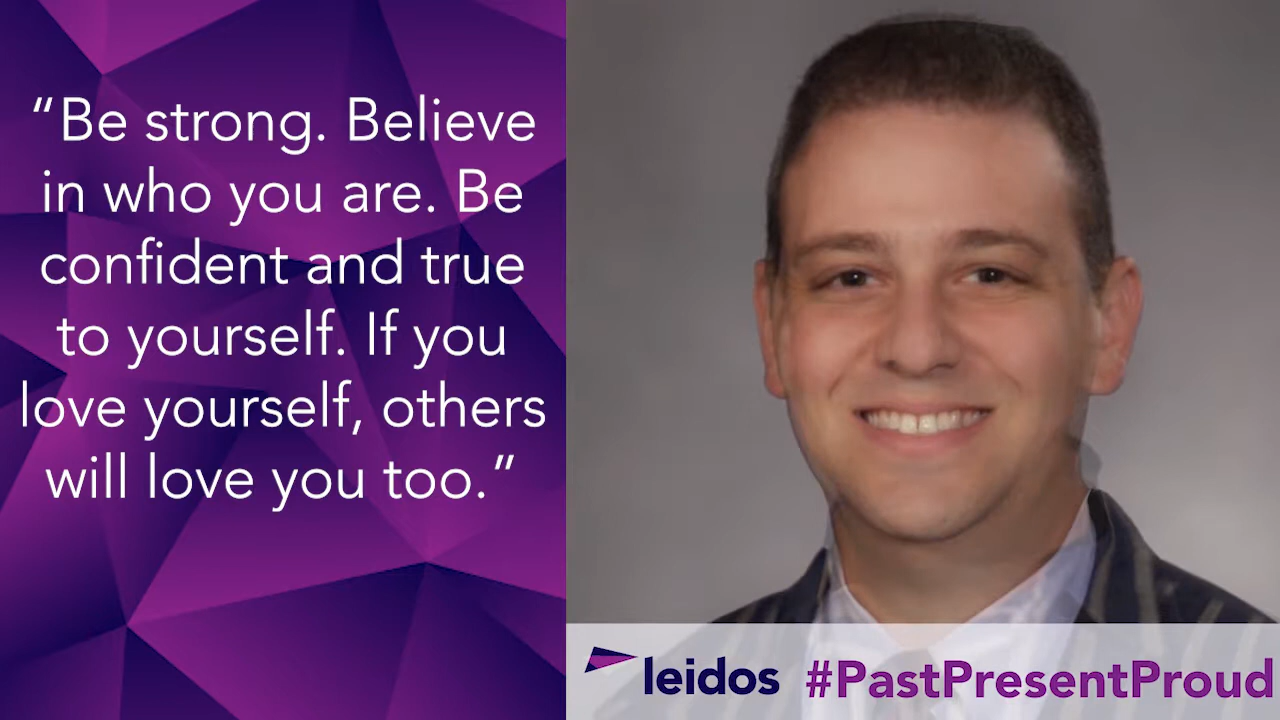 “Be strong. Believe
in who you are. Be
confident and true
to yourself. If you
love yourself, others
will love you too.”
leidos #PastPresentProud